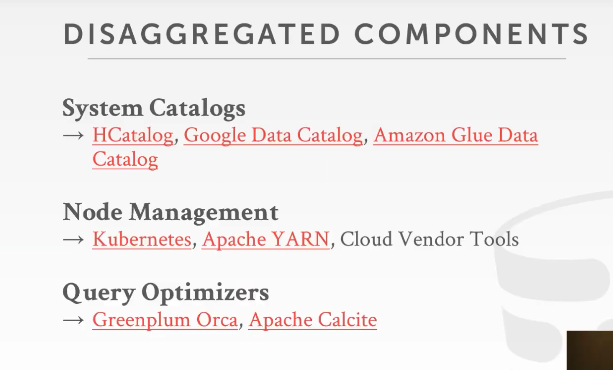 DISAGGREGATED COMPONENTS
System Catalogs
→ HCatalog, Google Data Catalog, Amazon Glue Data
Catalog
Node Management
→ Kubernetes, Apache YARN, Cloud Vendor Tools
Query Optimizers
→ Greenplum Orca, Apache Calcite